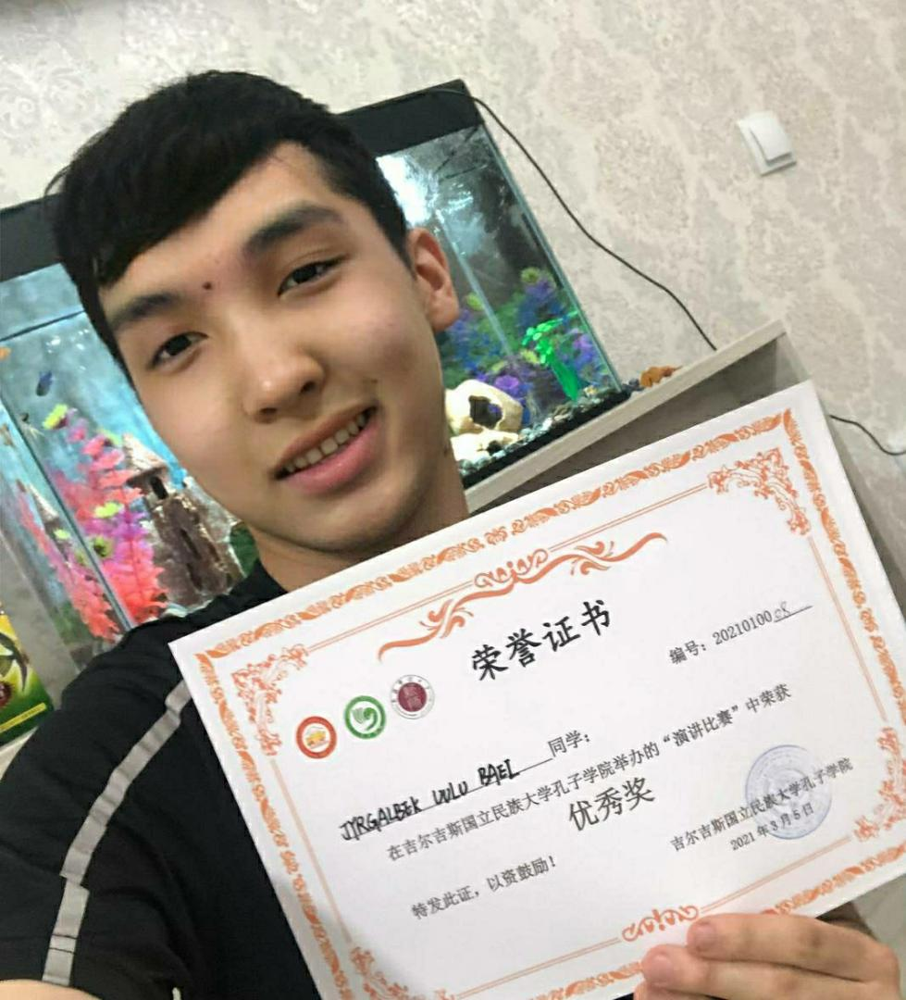 荣誉证书
编号：2021010008
JYRGALBEK UULU BAEL 同学：
在吉尔吉斯国立民族大学孔子学院举办的“演讲比赛”中荣获
优秀奖
特发此证，以资鼓励！
吉尔吉斯国立民族大学孔子学院
2021年3月5日